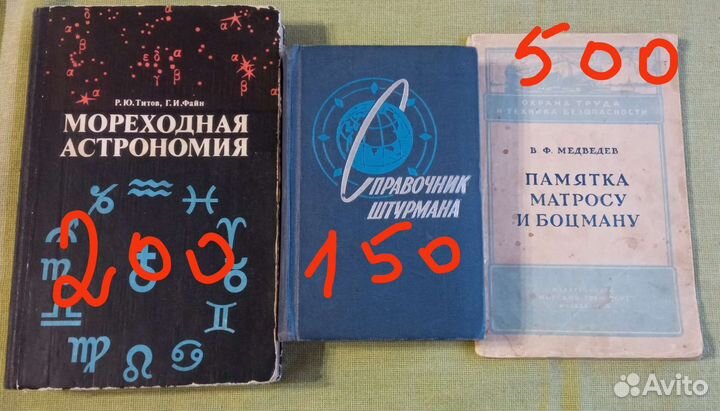 Р. Ю. Титов, Г. И. Файн
МОРЕХОДНАЯ
АСТРОНОМИЯ
200
СПРАВОЧНИК
ШТУРМАНА
150
500
ОХРАНА ТРУДА
И ТЕХНИКА БЕЗОПАСНОСТИ
В. Ф. МЕДВЕДЕВ
ПАМЯТКА
МАТРОСУ
И БОЦМАНУ
Avito